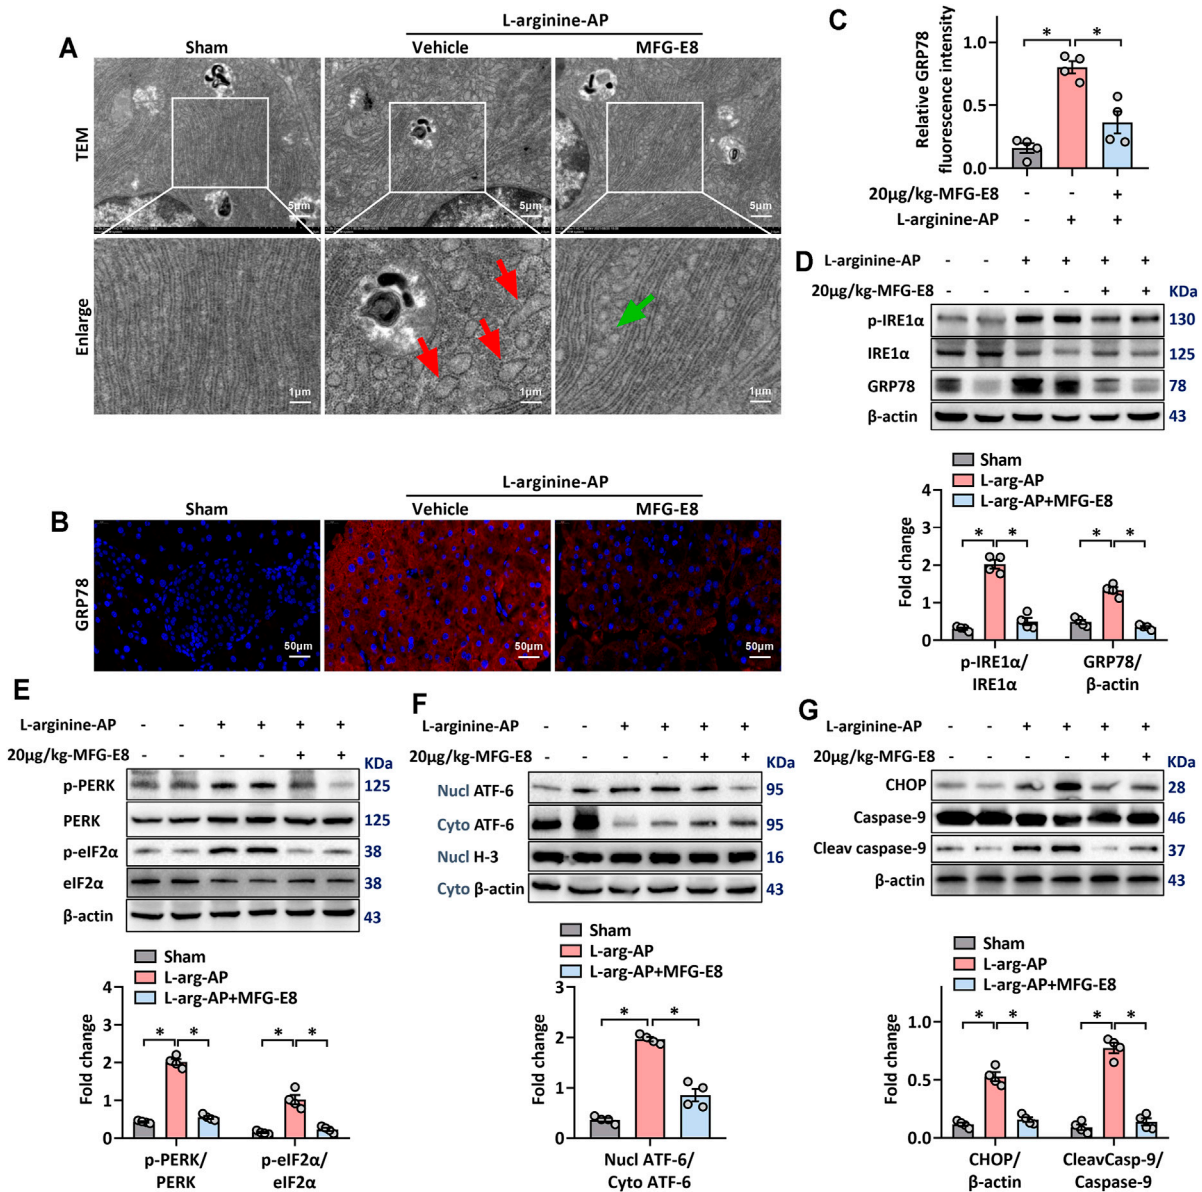 A
L-arginine-AP
Sham
Vehicle
MFG-E8
TEM
5μm
5μm
5μm
Enlarge
1μm
1μm
1μm
B
L-arginine-AP
Sham
Vehicle
MFG-E8
GRP78
50μm
50μm
50μm
C
Relative GRP78
fluorescence intensity
1.0
0.5
0.0
* *
20μg/kg-MFG-E8 - - +
L-arginine-AP - + +
D
L-arginine-AP - - + + + +
20μg/kg-MFG-E8 - - - - + + KDa
p-IRE1α 130
IRE1α 125
GRP78 78
β-actin 43
Sham
L-arg-AP
L-arg-AP+MFG-E8
Fold change
4
3
2
1
0
* * * *
p-IRE1α/
IRE1α
GRP78/
β-actin
E
L-arginine-AP - - + + + +
20μg/kg-MFG-E8 - - - - + + KDa
p-PERK 125
PERK 125
p-eIF2α 38
eIF2α 38
β-actin 43
Sham
L-arg-AP
L-arg-AP+MFG-E8
Fold change
4
3
2
1
0
* * * *
p-PERK/
PERK
p-eIF2α/
eIF2α
F
L-arginine-AP - - + + + +
20μg/kg-MFG-E8 - - - - + + KDa
Nucl ATF-6 95
Cyto ATF-6 95
Nucl H-3 16
Cyto β-actin 43
Sham
L-arg-AP
L-arg-AP+MFG-E8
Fold change
3
2
1
0
* *
Nucl ATF-6/
Cyto ATF-6
G
L-arginine-AP - - + + + +
20μg/kg-MFG-E8 - - - - + + KDa
CHOP 28
Caspase-9 46
Cleav caspase-9 37
β-actin 43
Sham
L-arg-AP
L-arg-AP+MFG-E8
Fold change
1.0
0.5
0.0
* * * *
CHOP/
β-actin
CleavCasp-9/
Caspase-9